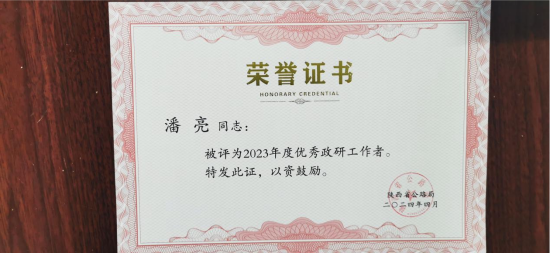 荣誉证书
HONORARY CREDENTIAL
潘亮 同志：
被评为2023年度优秀政研工作者。
特发此证，以资鼓励。
陕西省公路局
二〇二四年四月